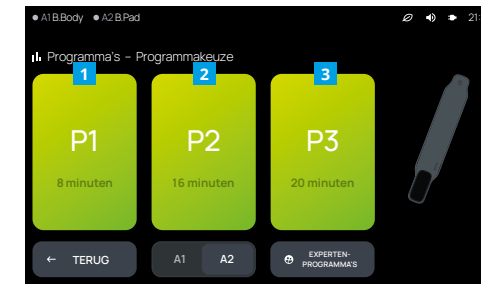 A1 B.Body A2 B.Pad 21:
Programma's – Programmakeuze
1 2 3
P1 P2 P3
8 minuten 16 minuten 20 minuten
← TERUG A1 A2 EXPERTEN-
PROGRAMMA'S